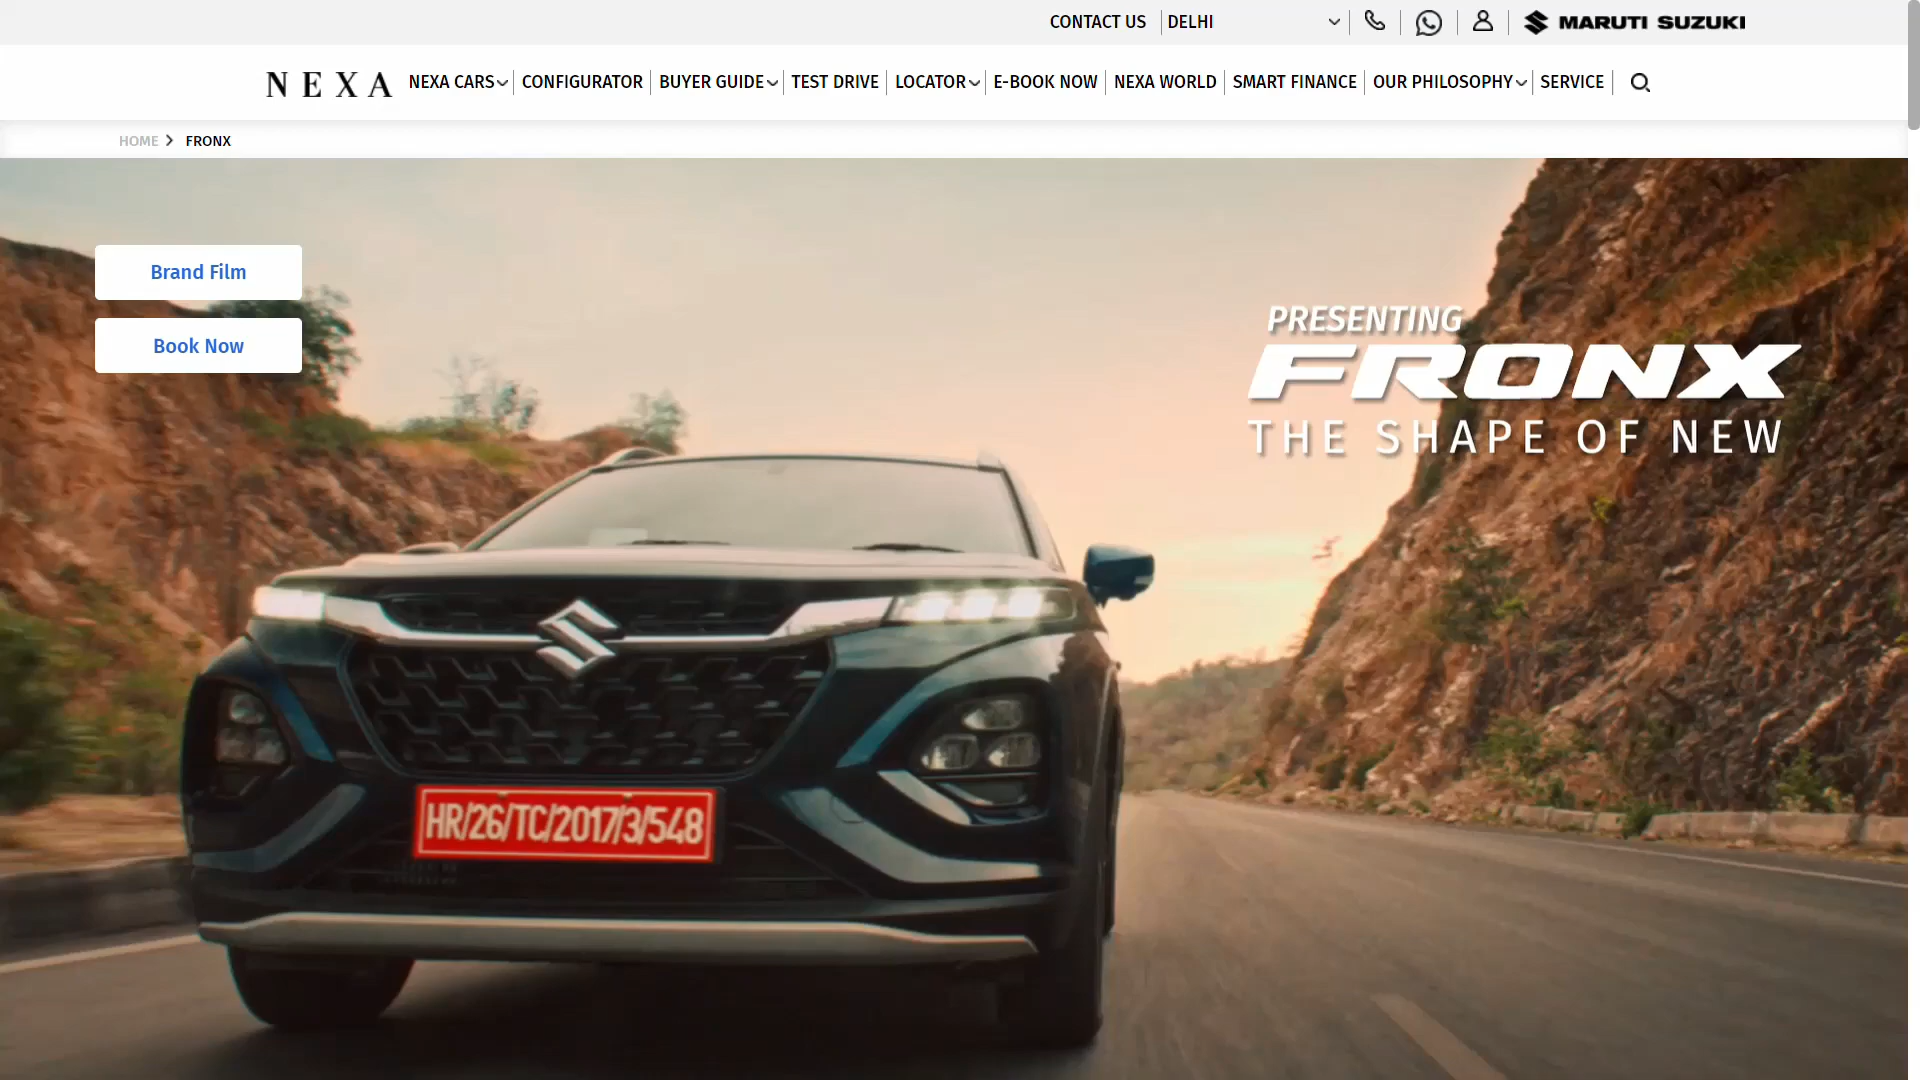 CONTACT US
DELHI
MARUTI SUZUKI
NEXA
NEXA CARS
CONFIGURATOR
BUYER GUIDE
TEST DRIVE
LOCATOR
E-BOOK NOW
NEXA WORLD
SMART FINANCE
OUR PHILOSOPHY
SERVICE
HOME
FRONX
Brand Film
Book Now
PRESENTING
FRONX
THE SHAPE OF NEW
HR/26/TC/2017/3/548